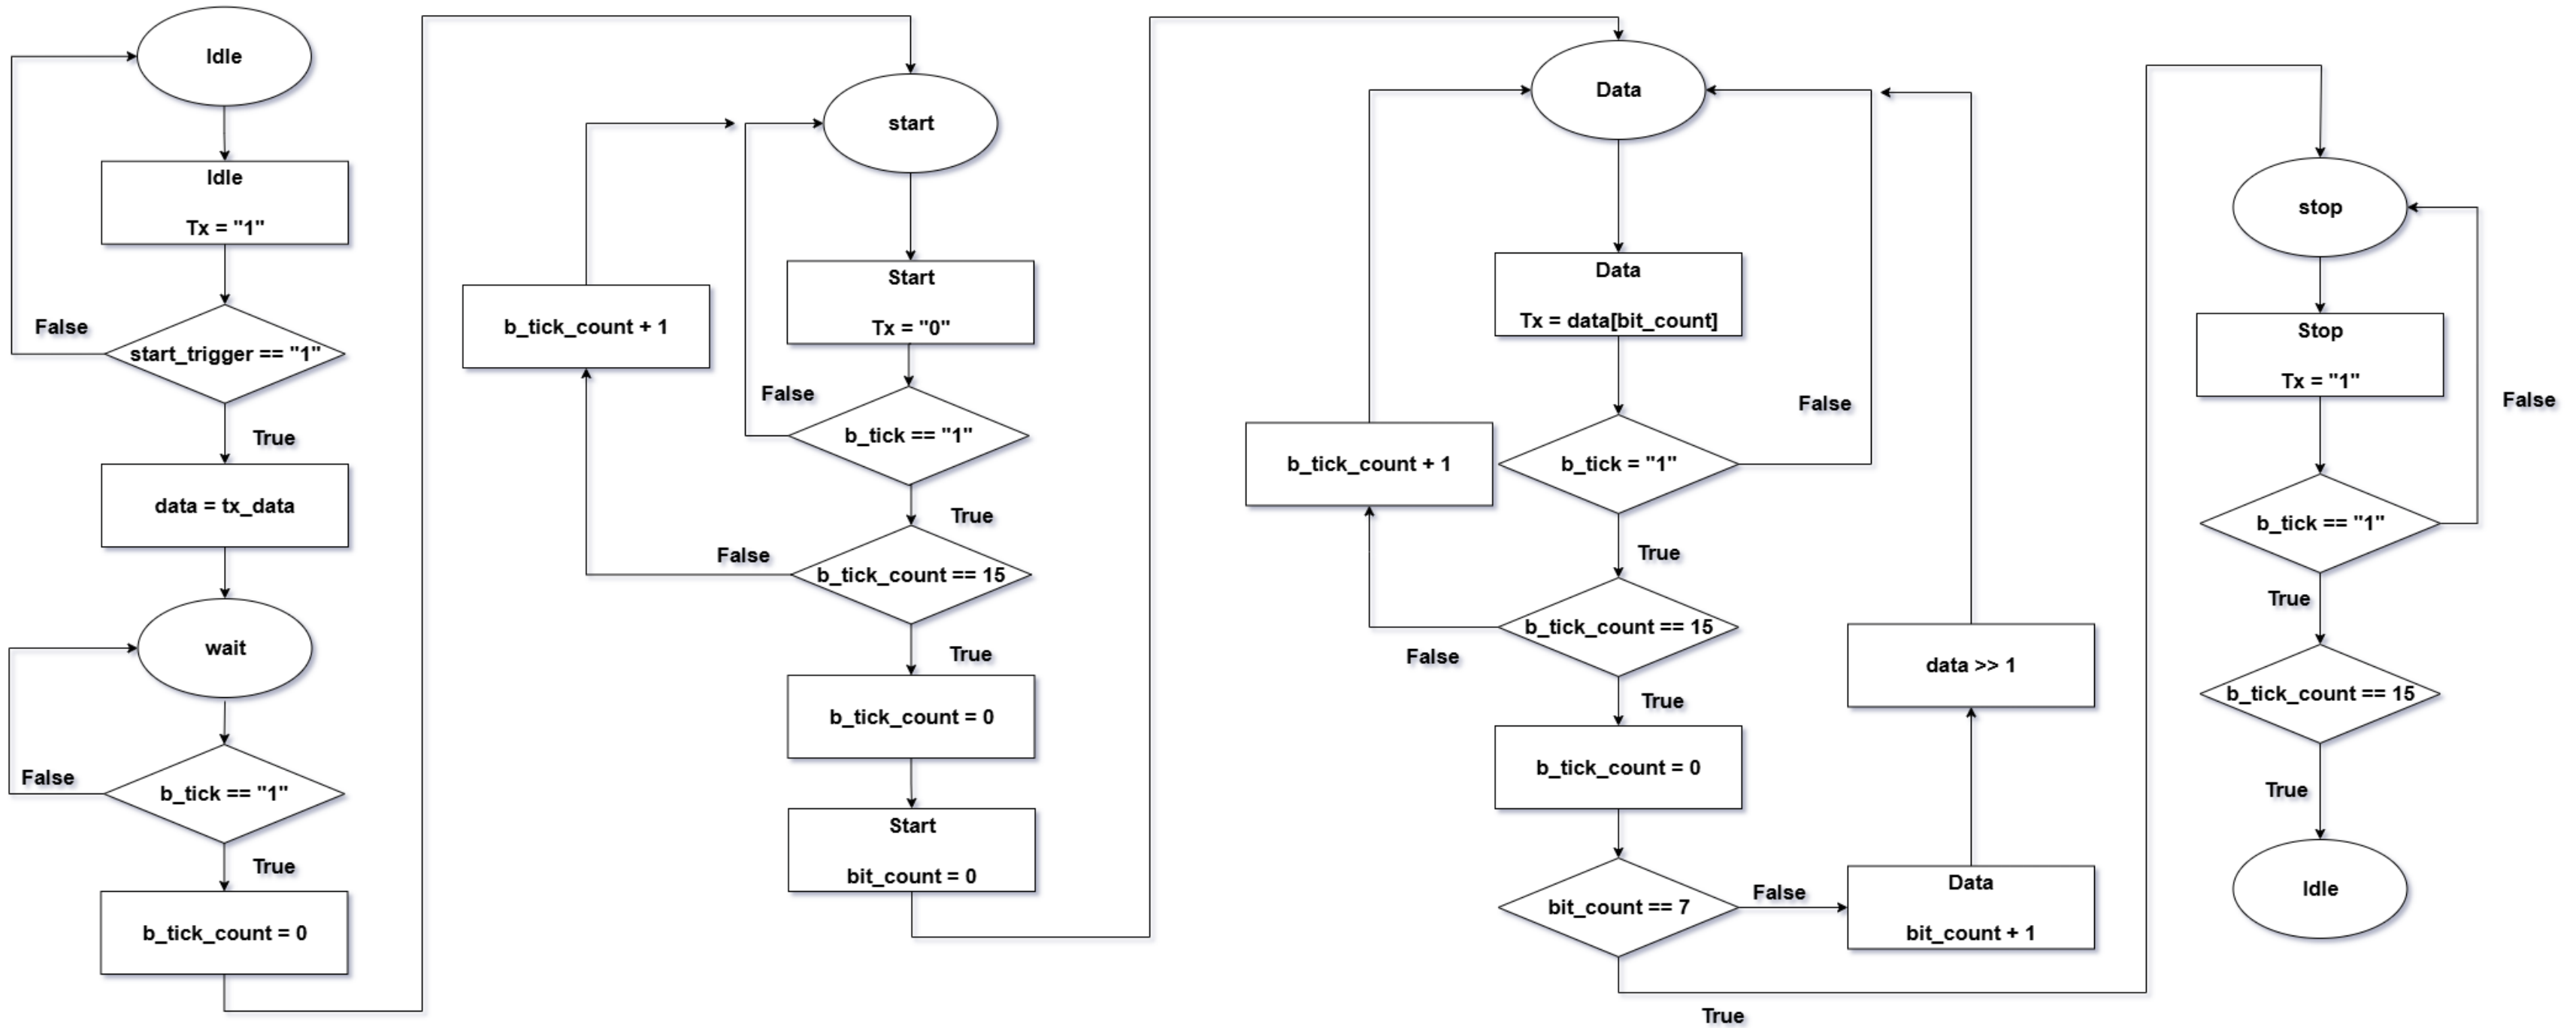 Idle
Idle
Tx = "1"
False
start_trigger == "1"
True
data = tx_data
wait
False
b_tick == "1"
True
b_tick_count = 0
start
Start
Tx = "0"
b_tick_count + 1
False
b_tick == "1"
True
False
b_tick_count == 15
True
b_tick_count = 0
Start
bit_count = 0
Data
Data
Tx = data[bit_count]
False
b_tick_count + 1
b_tick = "1"
True
b_tick_count == 15
False
True
b_tick_count = 0
bit_count == 7
False
Data
bit_count + 1
data >> 1
True
stop
Stop
Tx = "1"
False
b_tick == "1"
True
b_tick_count == 15
True
Idle